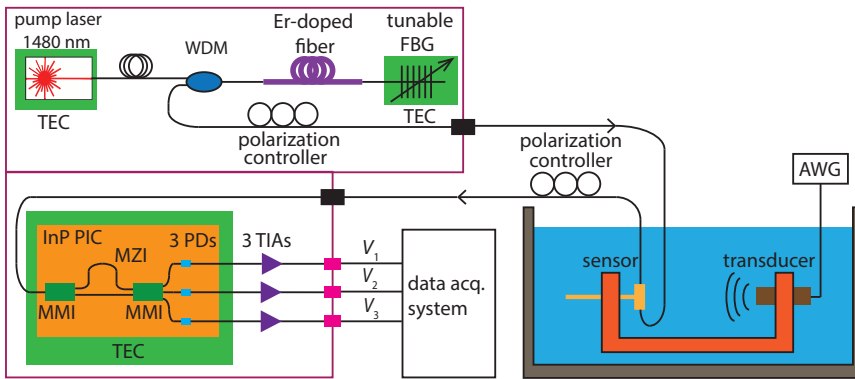 pump laser
1480 nm
TEC
WDM
Er-doped
fiber
tunable
FBG
TEC
polarization
controller
polarization
controller
AWG
InP PIC
MZI
MMI
MMI
3 PDs
3 TIAs
TEC
V1
V2
V3
data acq.
system
sensor
transducer